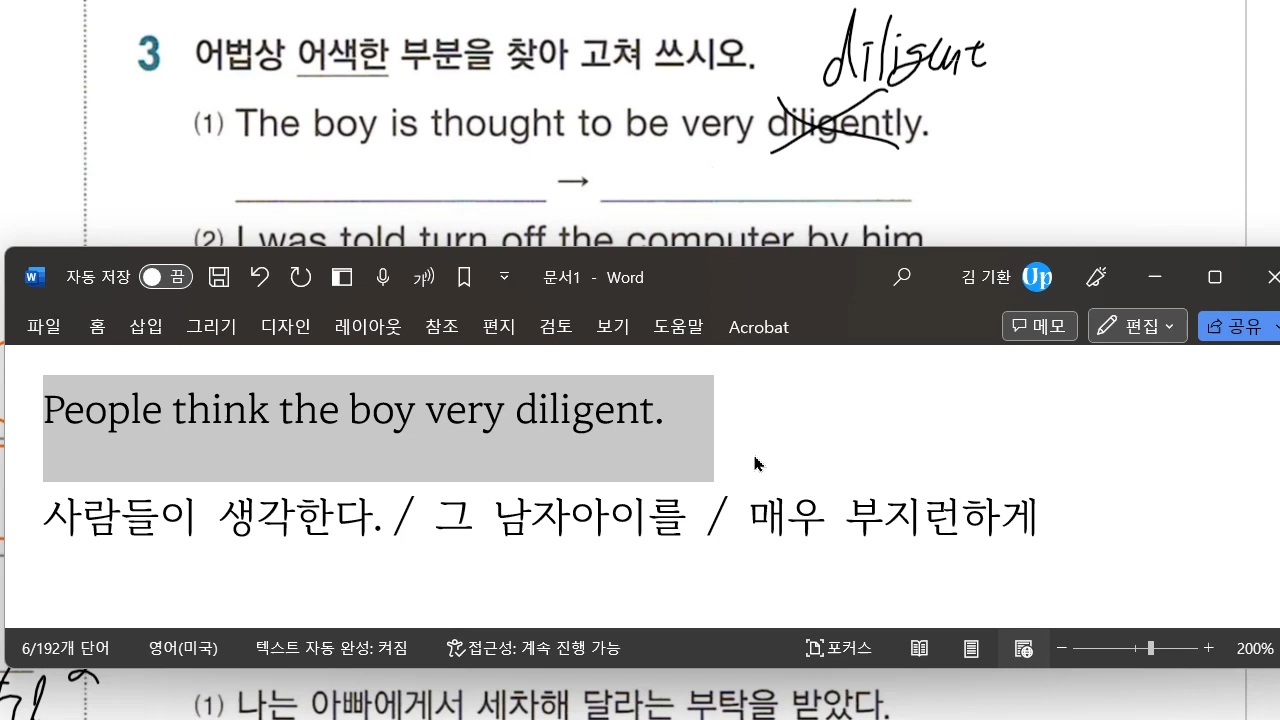 3 어법상 어색한 부분을 찾아 고쳐 쓰시오.
diligent
(1) The boy is thought to be very diligently.
→
(2) I was told turn off the computer by him
자동 저장 끔 가 문서1 - Word 김 기환 Up
파일 홈 삽입 그리기 디자인 레이아웃 참조 편지 검토 보기 도움말 Acrobat 메모 편집 공유
People think the boy very diligent.
사람들이 생각한다. / 그 남자아이를 / 매우 부지런하게
6/192개 단어 영어(미국) 텍스트 자동 완성: 켜짐 접근성: 계속 진행 가능 포커스 - + 200%
(1) 나는 아빠에게서 세차해 달라는 부탁을 받았다.